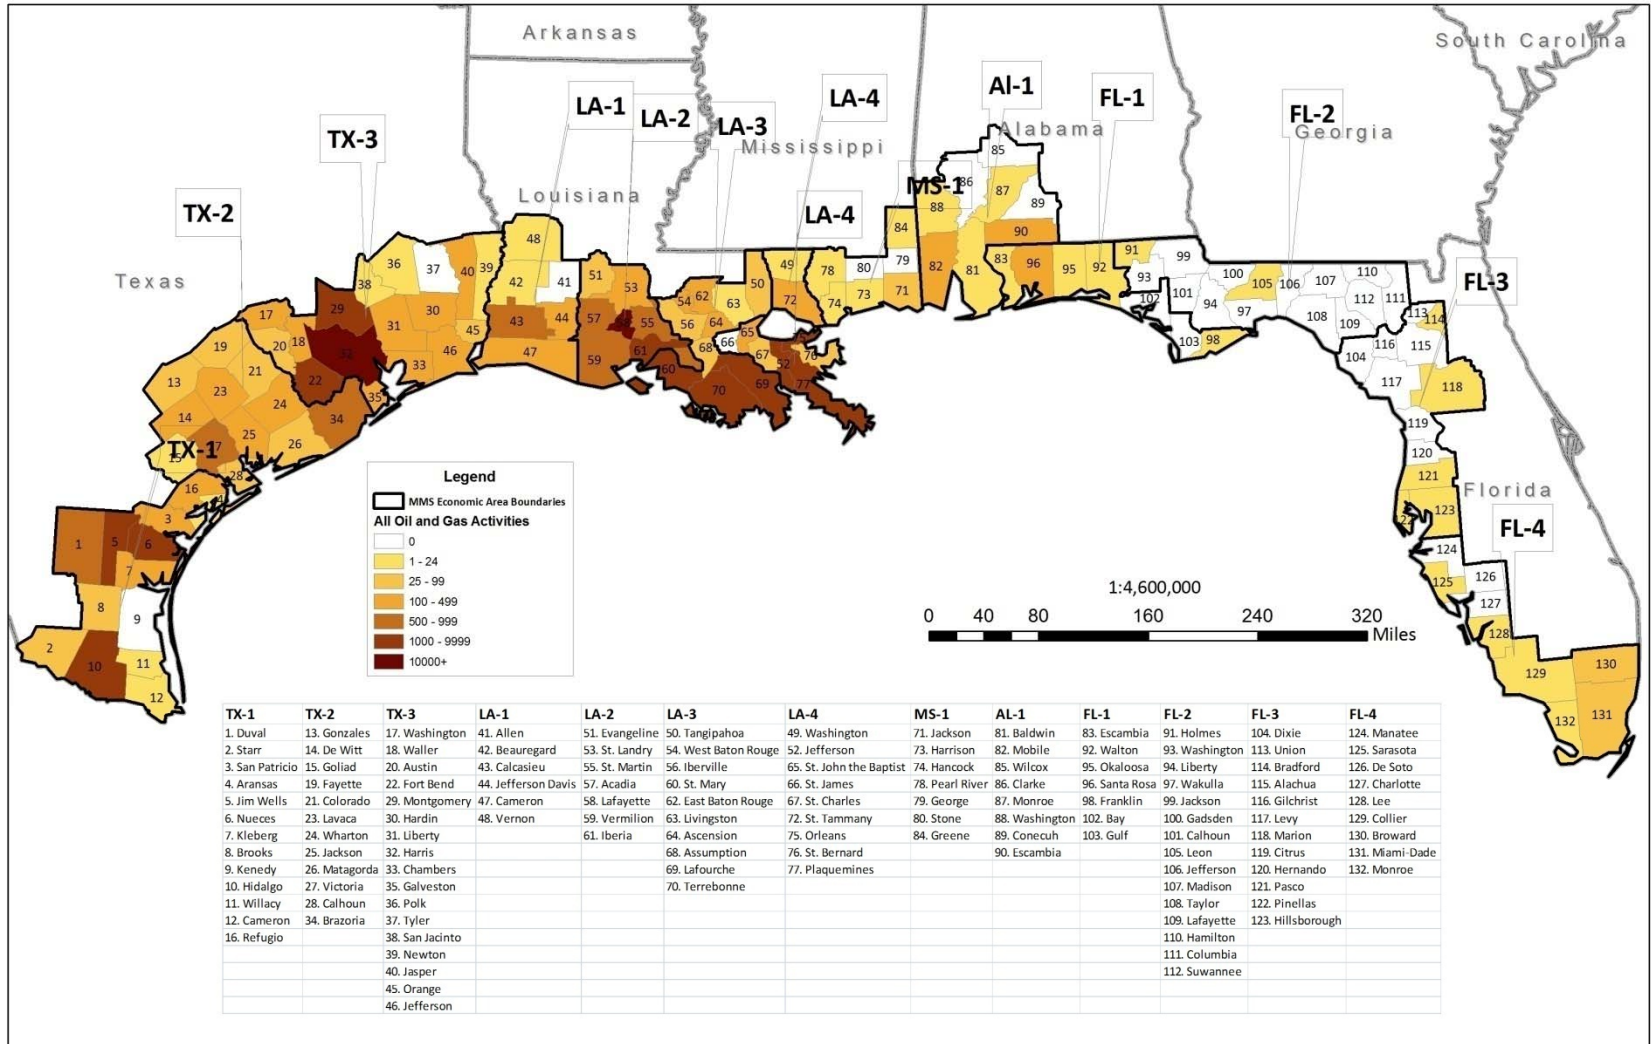 Arkansas
South Carolina
LA-1
LA-2
LA-3
LA-4
Al-1
FL-1
FL-2
Georgia
Alabama
Mississippi
TX-3
Louisiana
MS-1
LA-4
TX-2
Texas
FL-3
TX-1
Florida
FL-4
Legend
MMS Economic Area Boundaries
All Oil and Gas Activities
0
1 - 24
25 - 99
100 - 499
500 - 999
1000 - 9999
10000+
1:4,600,000
0 40 80 160 240 320
Miles
TX-1 TX-2 TX-3 LA-1 LA-2 LA-3 LA-4 MS-1 AL-1 FL-1 FL-2 FL-3 FL-4
1. Duval 13. Gonzales 17. Washington 41. Allen 51. Evangeline 50. Tangipahoa 49. Washington 71. Jackson 81. Baldwin 83. Escambia 91. Holmes 104. Dixie 124. Manatee
2. Starr 14. De Witt 18. Waller 42. Beauregard 53. St. Landry 54. West Baton Rouge 52. Jefferson 73. Harrison 82. Mobile 92. Walton 93. Washington 113. Union 125. Sarasota
3. San Patricio 15. Goliad 20. Austin 43. Calcasieu 55. St. Martin 56. Iberville 65. St. John the Baptist 74. Hancock 85. Wilcox 95. Okaloosa 94. Liberty 114. Bradford 126. De Soto
4. Aransas 19. Fayette 22. Fort Bend 44. Jefferson Davis 57. Acadia 60. St. Mary 66. St. James 78. Pearl River 86. Clarke 96. Santa Rosa 97. Wakulla 115. Alachua 127. Charlotte
5. Jim Wells 21. Colorado 29. Montgomery 47. Cameron 58. Lafayette 62. East Baton Rouge 67. St. Charles 79. George 87. Monroe 98. Franklin 99. Jackson 116. Gilchrist 128. Lee
6. Nueces 23. Lavaca 30. Hardin 48. Vernon 59. Vermilion 63. Livingston 72. St. Tammany 80. Stone 88. Washington 102. Bay 100. Gadsden 117. Levy 129. Collier
7. Kleberg 24. Wharton 31. Liberty 61. Iberia 64. Ascension 75. Orleans 84. Greene 89. Conecuh 103. Gulf 101. Calhoun 118. Marion 130. Broward
8. Brooks 25. Jackson 32. Harris 68. Assumption 76. St. Bernard 90. Escambia 105. Leon 119. Citrus 131. Miami-Dade
9. Kenedy 26. Matagorda 33. Chambers 69. Lafourche 77. Plaquemines 106. Jefferson 120. Hernando 132. Monroe
10. Hidalgo 27. Victoria 35. Galveston 70. Terrebonne 107. Madison 121. Pasco
11. Willacy 28. Calhoun 36. Polk 108. Taylor 122. Pinellas
12. Cameron 34. Brazoria 37. Tyler 109. Lafayette 123. Hillsborough
16. Refugio 38. San Jacinto 110. Hamilton
39. Newton 111. Columbia
40. Jasper 112. Suwannee
45. Orange
46. Jefferson